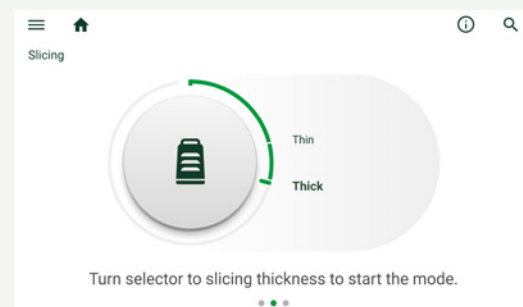 Slicing
Thin
Thick
Turn selector to slicing thickness to start the mode.